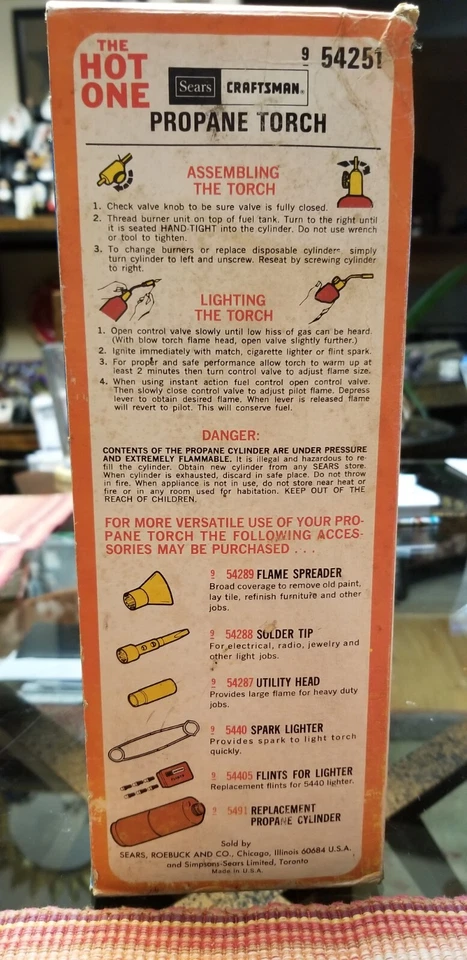 THE
HOT
ONE
9 54251
Sears CRAFTSMAN®
PROPANE TORCH
ASSEMBLING
THE TORCH
1. Check valve knob to be sure valve is fully closed.
2. Thread burner unit on top of fuel tank. Turn to the right until
it is seated HAND-TIGHT into the cylinder. Do not use wrench
or tool to tighten.
3. To change burners or replace disposable cylinders simply
turn cylinder to left and unscrew. Reseat by screwing cylinder
to right.
LIGHTING
THE TORCH
1. Open control valve slowly until low hiss of gas can be heard.
(With blow torch flame head, open valve slightly further.)
2. Ignite immediately with match, cigarette lighter or flint spark.
3. For proper and safe performance allow torch to warm up at
least 2 minutes then turn control valve to adjust flame size.
4. When using instant action fuel control open control valve.
Then slowly close control valve to adjust pilot flame. Depress
lever to obtain desired flame. When lever is released flame
will revert to pilot. This will conserve fuel.
DANGER:
CONTENTS OF THE PROPANE CYLINDER ARE UNDER PRESSURE
AND EXTREMELY FLAMMABLE. It is illegal and hazardous to re-
fill the cylinder. Obtain new cylinder from any SEARS store.
When cylinder is exhausted, discard in safe place. Do not throw
in fire. When appliance is not in use, do not store near heat or
fire or in any room used for habitation. KEEP OUT OF THE
REACH OF CHILDREN.
FOR MORE VERSATILE USE OF YOUR PRO-
PANE TORCH THE FOLLOWING ACCES-
SORIES MAY BE PURCHASED . . .
9 54289 FLAME SPREADER
Broad coverage to remove old paint,
lay tile, refinish furniture and other
jobs.
9 54288 SOLDER TIP
For electrical, radio, jewelry and
other light jobs.
9 54287 UTILITY HEAD
Provides large flame for heavy duty
jobs.
9 5440 SPARK LIGHTER
Provides spark to light torch
quickly.
9 54405 FLINTS FOR LIGHTER
Replacement flints for 5440 lighter.
9 5491 REPLACEMENT
PROPANE CYLINDER
Sold by
SEARS, ROEBUCK AND CO., Chicago, Illinois 60684 U.S.A.
and Simpsons-Sears Limited, Toronto
Made in U.S.A.